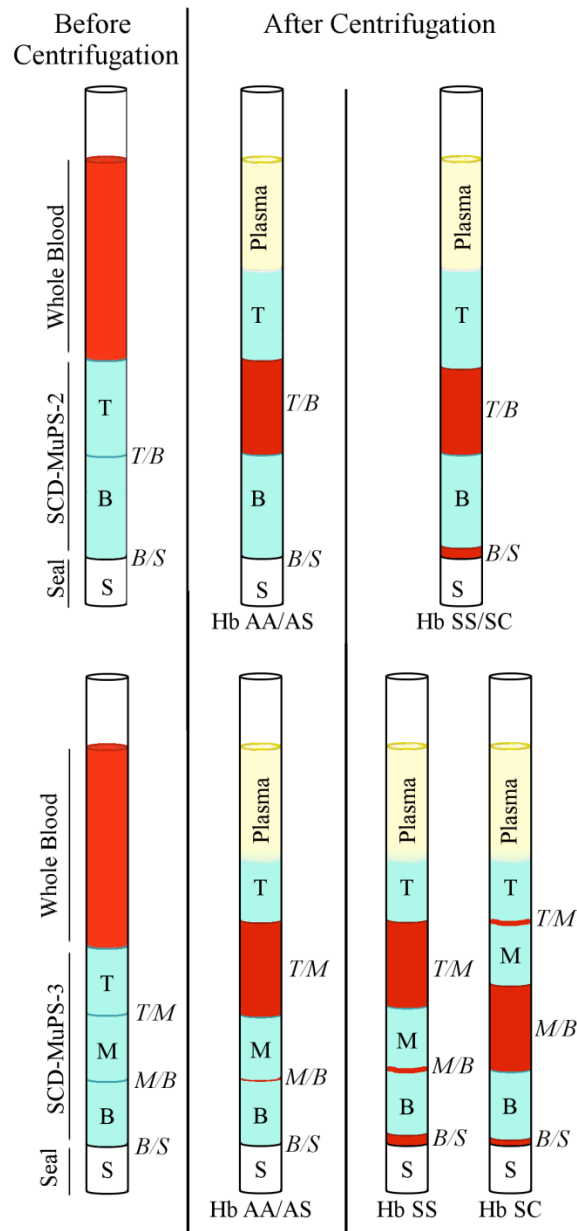 Before
Centrifugation
After Centrifugation
Whole Blood
SCD-MuPS-2
Seal
T
T/B
B
B/S
S
Plasma
T
T/B
B
B/S
S
Hb AA/AS
Plasma
T
T/B
B
B/S
S
Hb SS/SC
Whole Blood
SCD-MuPS-3
Seal
T
T/M
M
M/B
B
B/S
S
Plasma
T
T/M
M
M/B
B
B/S
S
Hb AA/AS
Plasma
T
T/M
M
M/B
B
B/S
S
Hb SS
Plasma
T
T/M
M
M/B
B
B/S
S
Hb SC